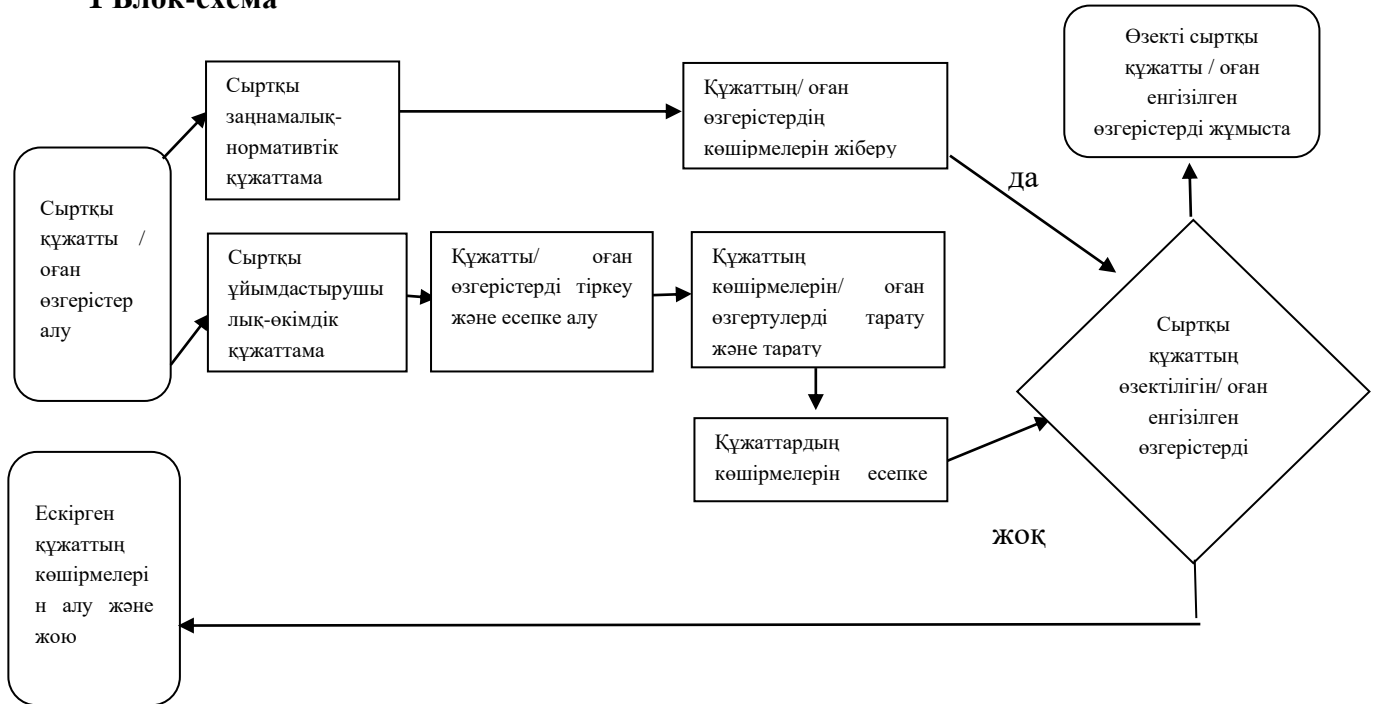 1 Блок-схема
Өзекті сыртқы
құжатты / оған
енгізілген
өзгерістерді жұмыста
Сыртқы
заңнамалық-
нормативтік
құжаттама
Құжаттың/ оған
өзгерістердің
көшірмелерін жіберу
да
Сыртқы
құжатты /
оған
өзгерістер
алу
Сыртқы
ұйымдастырушы
лық-өкімдік
құжаттама
Құжатты/ оған
өзгерістерді тіркеу
және есепке алу
Құжаттың
көшірмелерін/ оған
өзгертулерді тарату
және тарату
Сыртқы
құжаттың
өзектілігін/ оған
енгізілген
өзгерістерді
Құжаттардың
көшірмелерін есепке
жоқ
Ескірген
құжаттың
көшірмелері
н алу және
жою